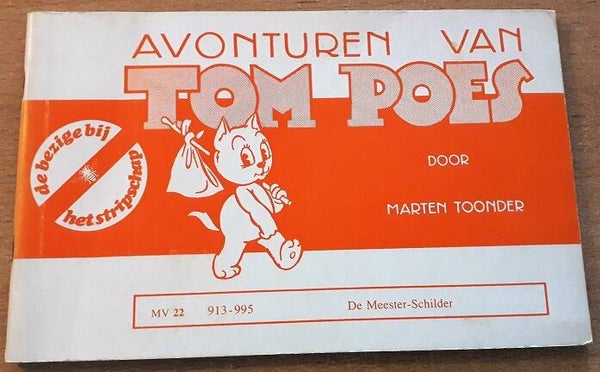 AVONTUREN VAN
TOM POES
de bezige bij
het stripschap
DOOR
MARTEN TOONDER
MV 22 913-995 De Meester-Schilder